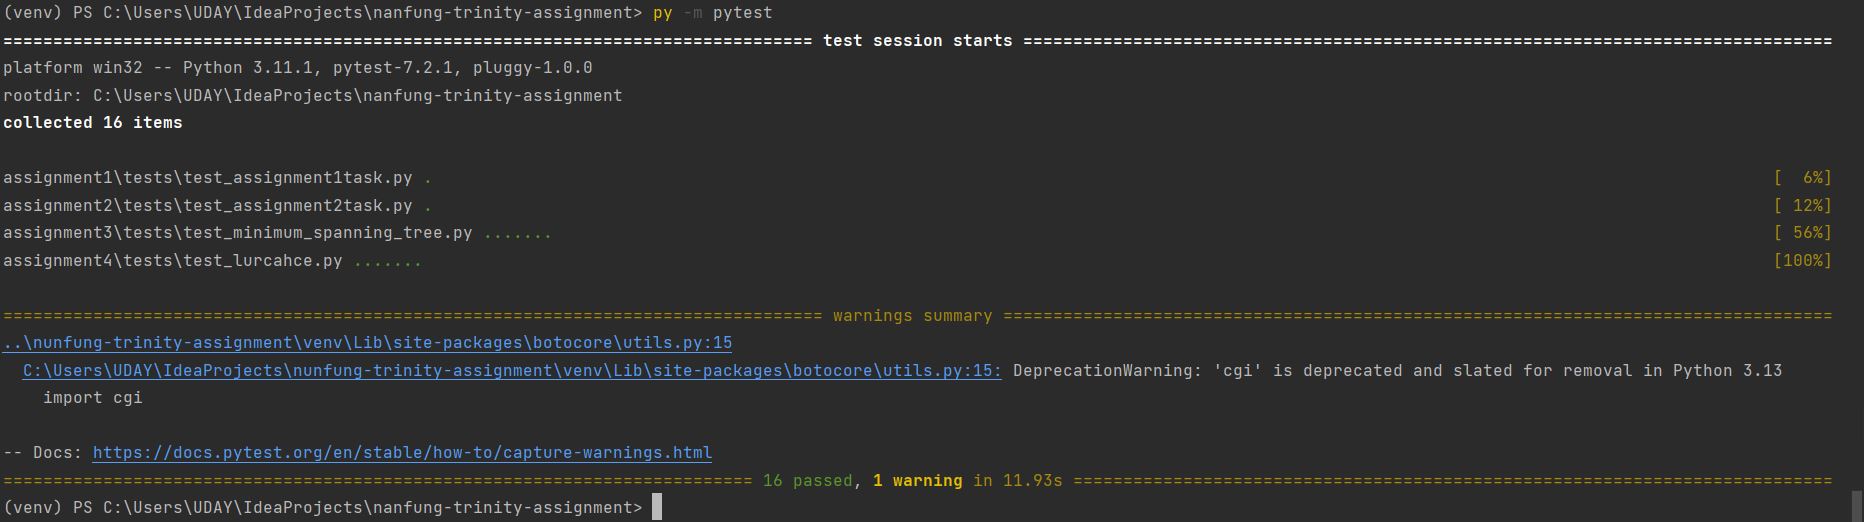 (venv) PS C:\Users\UDAY\IdeaProjects\nanfung-trinity-assignment> py -m pytest
================================================================================= test session starts =================================================================================
platform win32 -- Python 3.11.1, pytest-7.2.1, pluggy-1.0.0
rootdir: C:\Users\UDAY\IdeaProjects\nanfung-trinity-assignment
collected 16 items
assignment1\tests\test_assignment1task.py . [  6%]
assignment2\tests\test_assignment2task.py . [ 12%]
assignment3\tests\test_minimum_spanning_tree.py ....... [ 56%]
assignment4\tests\test_lurcahce.py ....... [100%]
================================================================================== warnings summary ===================================================================================
..\nunfung-trinity-assignment\venv\Lib\site-packages\botocore\utils.py:15
C:\Users\UDAY\IdeaProjects\nunfung-trinity-assignment\venv\Lib\site-packages\botocore\utils.py:15: DeprecationWarning: 'cgi' is deprecated and slated for removal in Python 3.13
import cgi
-- Docs: https://docs.pytest.org/en/stable/how-to/capture-warnings.html
=========================================================================== 16 passed, 1 warning in 11.93s ============================================================================
(venv) PS C:\Users\UDAY\IdeaProjects\nanfung-trinity-assignment>